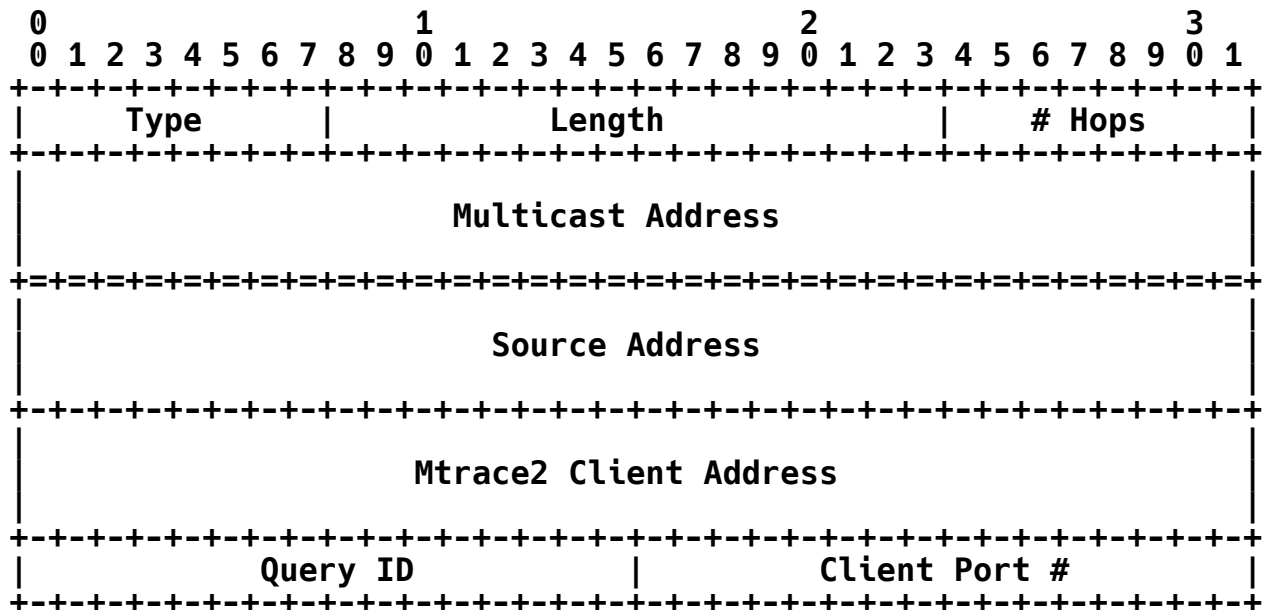 0                   1                   2                   3
 0 1 2 3 4 5 6 7 8 9 0 1 2 3 4 5 6 7 8 9 0 1 2 3 4 5 6 7 8 9 0 1
+-+-+-+-+-+-+-+-+-+-+-+-+-+-+-+-+-+-+-+-+-+-+-+-+-+-+-+-+-+-+-+-+
|     Type      |           Length              |    # Hops     |
+-+-+-+-+-+-+-+-+-+-+-+-+-+-+-+-+-+-+-+-+-+-+-+-+-+-+-+-+-+-+-+-+
|                                                               |
|                      Multicast Address                        |
|                                                               |
+=+=+=+=+=+=+=+=+=+=+=+=+=+=+=+=+=+=+=+=+=+=+=+=+=+=+=+=+=+=+=+=+
|                                                               |
|                        Source Address                         |
|                                                               |
+-+-+-+-+-+-+-+-+-+-+-+-+-+-+-+-+-+-+-+-+-+-+-+-+-+-+-+-+-+-+-+-+
|                                                               |
|                    Mtrace2 Client Address                     |
|                                                               |
+-+-+-+-+-+-+-+-+-+-+-+-+-+-+-+-+-+-+-+-+-+-+-+-+-+-+-+-+-+-+-+-+
|            Query ID           |         Client Port #         |
+-+-+-+-+-+-+-+-+-+-+-+-+-+-+-+-+-+-+-+-+-+-+-+-+-+-+-+-+-+-+-+-+